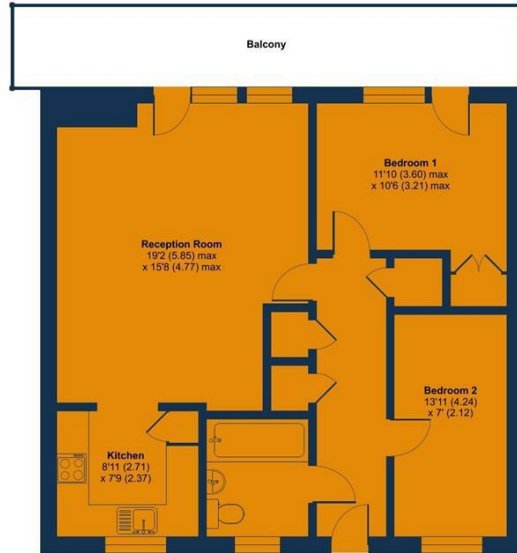 Balcony
Bedroom 1
11'10 (3.60) max
x 10'6 (3.21) max
Reception Room
19'2 (5.85) max
x 15'8 (4.77) max
Bedroom 2
13'11 (4.24)
x 7' (2.12)
Kitchen
8'11 (2.71)
x 7'9 (2.37)